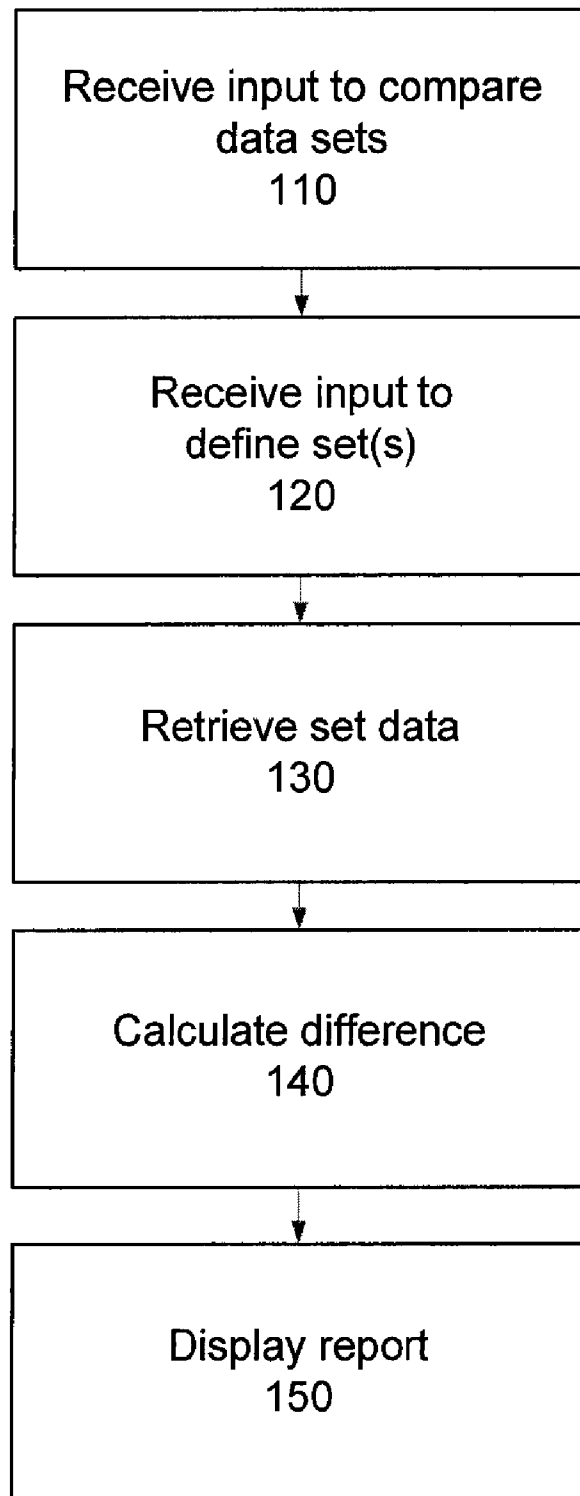 Receive input to compare
data sets
110
Receive input to
define set(s)
120
Retrieve set data
130
Calculate difference
140
Display report
150